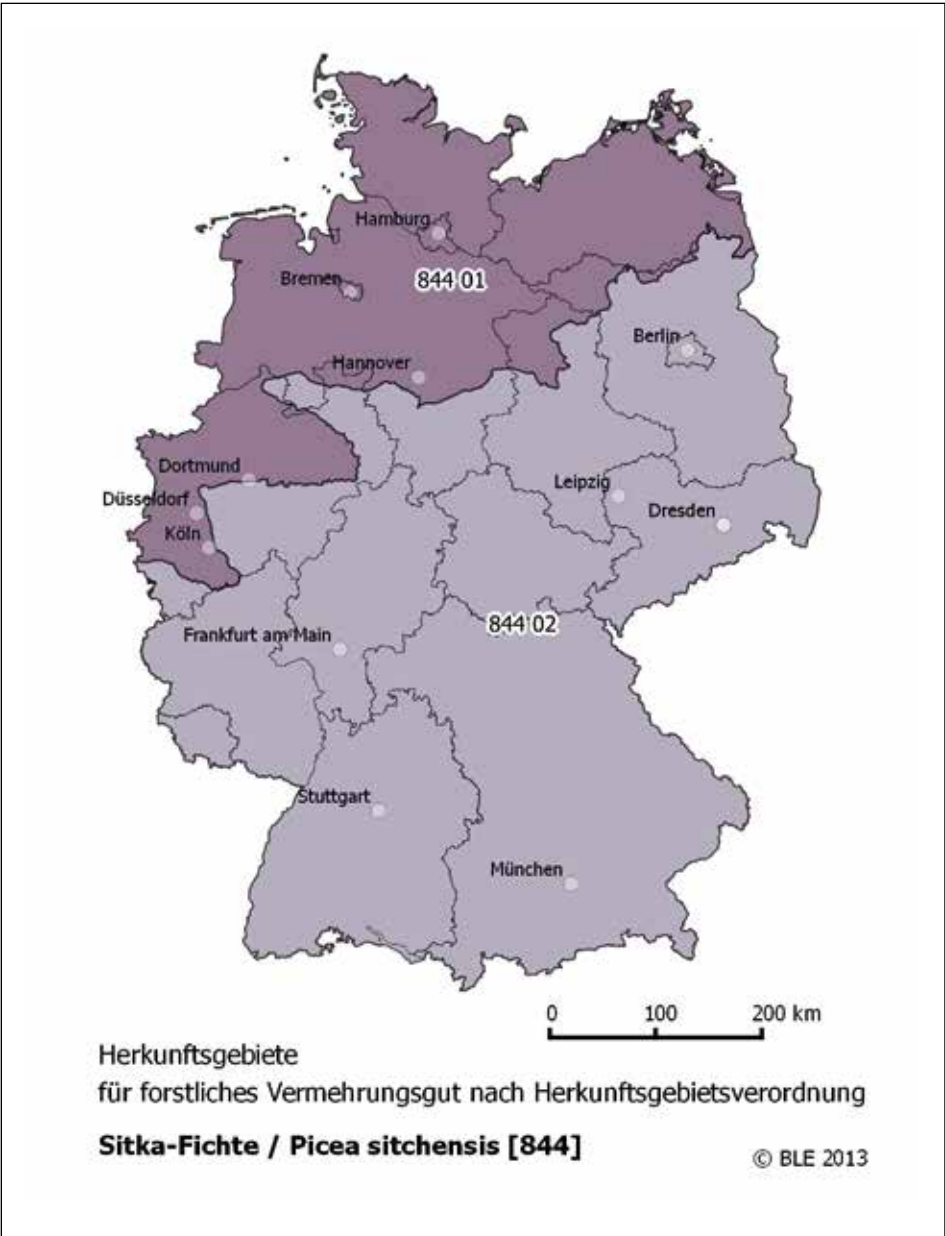 Hamburg
Bremen
844 01
Berlin
Hannover
Dortmund
Leipzig
Düsseldorf
Dresden
Köln
844 02
Frankfurt am Main
Stuttgart
München
0 100 200 km
Herkunftsgebiete
für forstliches Vermehrungsgut nach Herkunftsgebietsverordnung
Sitka-Fichte / Picea sitchensis [844]
© BLE 2013